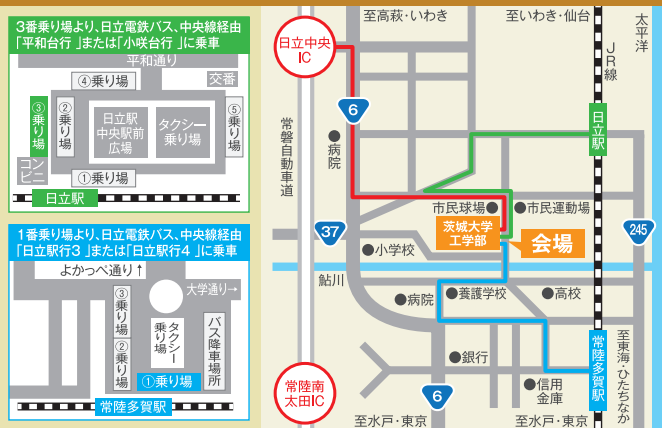 3番乗り場より、日立電鉄バス、中央線経由
「平和台行」または「小咲台行」に乗車
平和通り
④乗り場
交番
③乗り場
②乗り場
日立駅
中央駅前
広場
タクシー
乗り場
⑤乗り場
コン
ビニ
①乗り場
日立駅
1番乗り場より、日立電鉄バス、中央線経由
「日立駅行3」または「日立駅行4」に乗車
よかっぺ通り↑
大学通り→
③乗り場
②乗り場
タクシー
乗り場
バス降車場所
①乗り場
常陸多賀駅
至高萩・いわき
至いわき・仙台
太平洋
日立中央
IC
JR線
6
日立駅
病院
常磐自動車道
市民球場
市民運動場
茨城大学
工学部
会場
37
245
小学校
鮎川
病院
養護学校
高校
常陸多賀駅
至東海・ひたちなか
銀行
常陸南
太田IC
6
信用
金庫
至水戸・東京
至水戸・東京